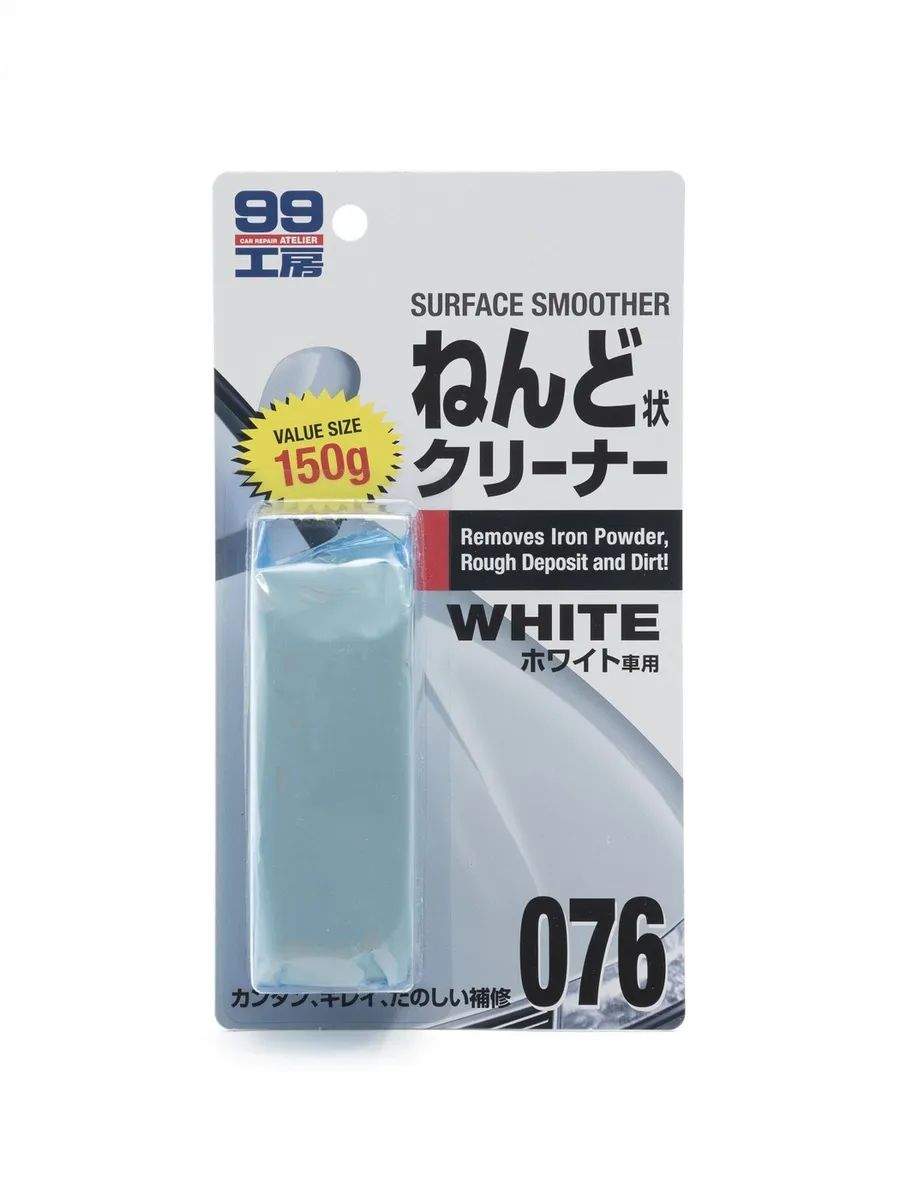 99
CAR REPAIR ATELIER
工房
SURFACE SMOOTHER
ねんど状
クリーナー
VALUE SIZE
150g
Removes Iron Powder,
Rough Deposit and Dirt!
WHITE
ホワイト車用
076
カンタン、キレイ、たのしい補修